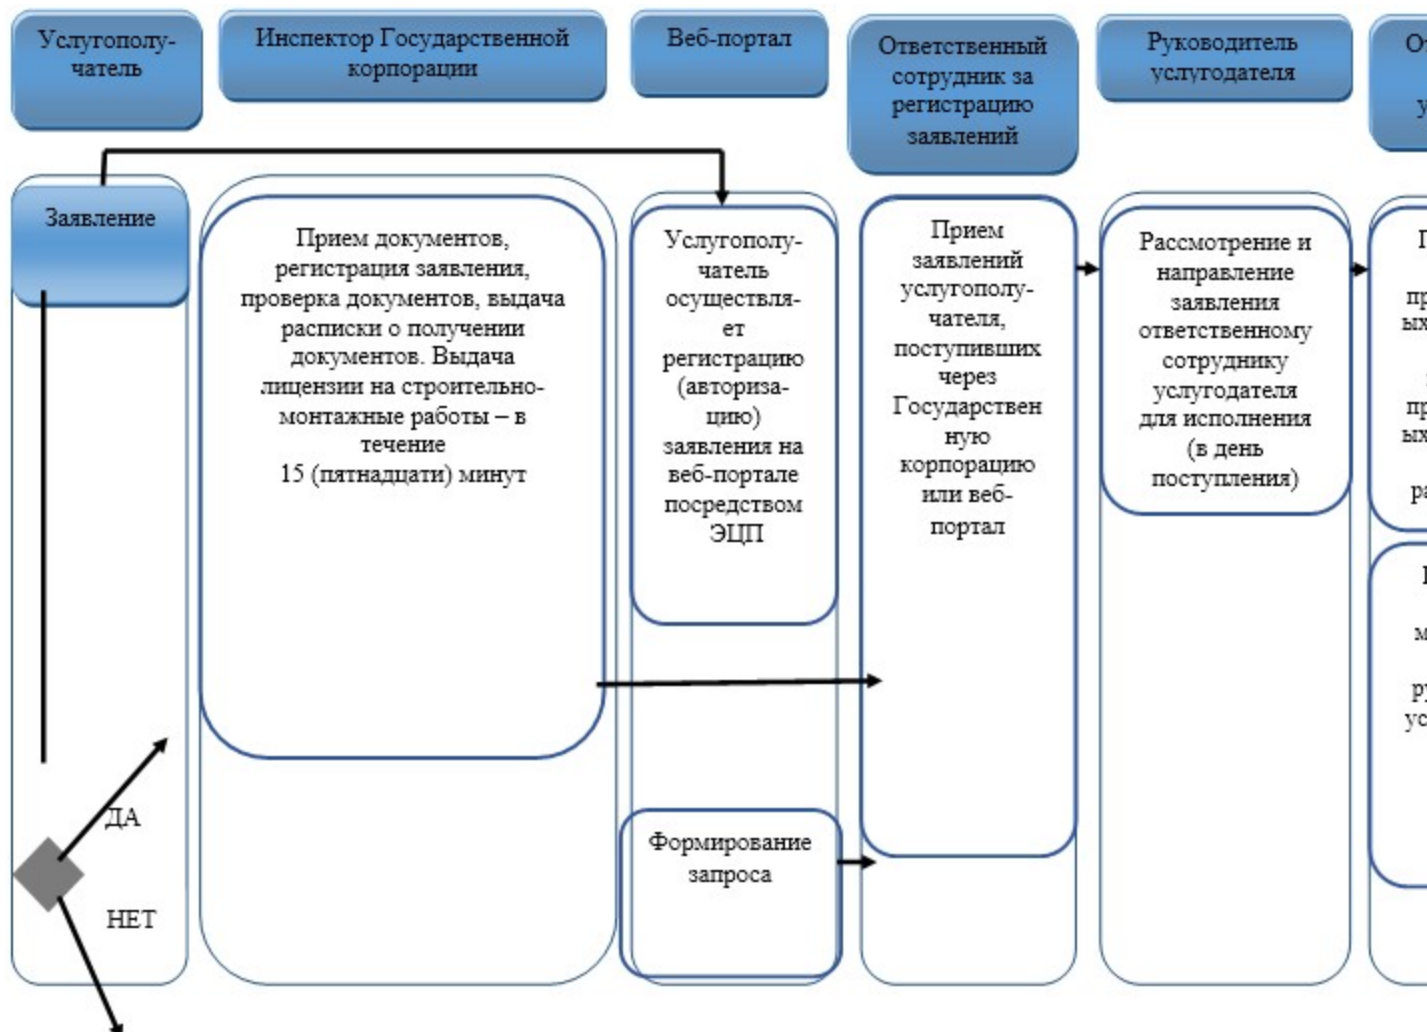 Услугополу-
чатель
Инспектор Государственной
корпорации
Веб-портал
Ответственный
сотрудник за
регистрацию
заявлений
Руководитель
услугодателя
Заявление
Прием документов,
регистрация заявления,
проверка документов, выдача
расписки о получении
документов. Выдача
лицензии на строительно-
монтажные работы – в
течение
15 (пятнадцати) минут
Услугополу-
чатель
осуществля-
ет
регистрацию
(авториза-
цию)
заявления на
веб-портале
посредством
ЭЦП
Прием
заявлений
услугополу-
чателя,
поступивших
через
Государствен
ную
корпорацию
или веб-
портал
Рассмотрение и
направление
заявления
ответственному
сотруднику
услугодателя
для исполнения
(в день
поступления)
ДА
НЕТ
Формирование
запроса